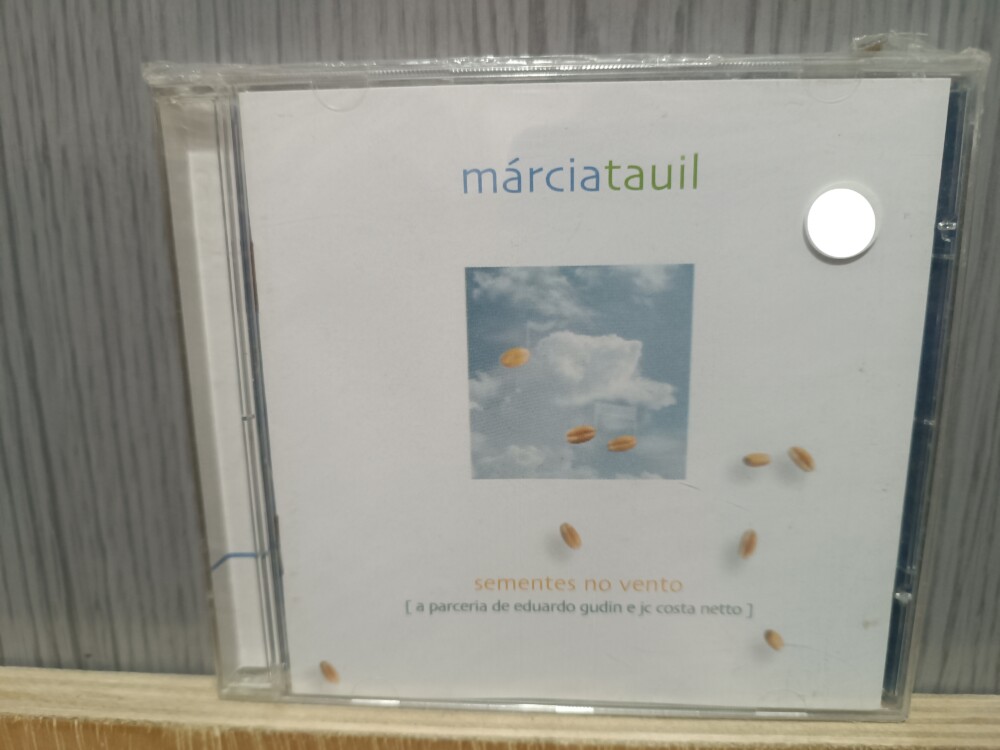 márciatauil
sementes no vento
[ a parceria de eduardo gudin e jc costa netto ]